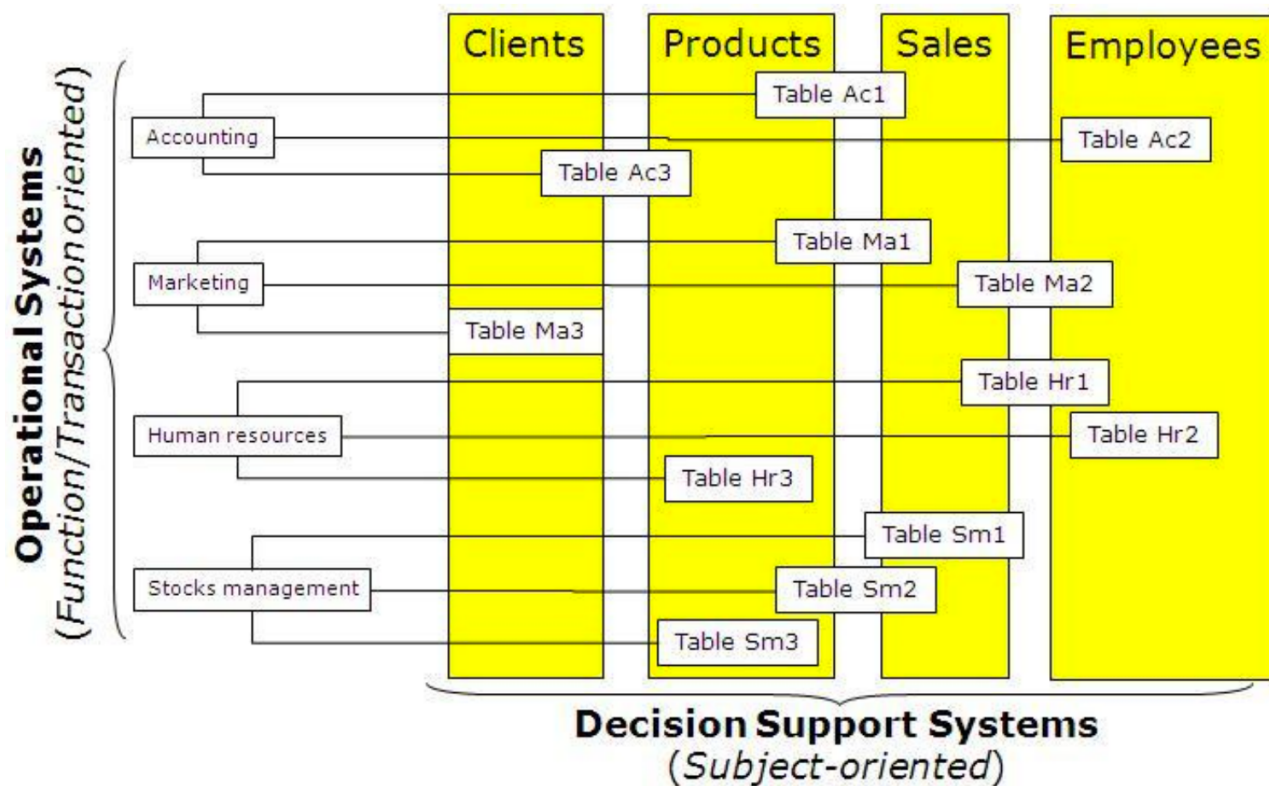 Clients
Products
Sales
Employees
Operational Systems
(Function/Transaction oriented)
Accounting
Table Ac1
Table Ac2
Table Ac3
Marketing
Table Ma1
Table Ma2
Table Ma3
Human resources
Table Hr1
Table Hr2
Table Hr3
Stocks management
Table Sm1
Table Sm2
Table Sm3
Decision Support Systems
(Subject-oriented)